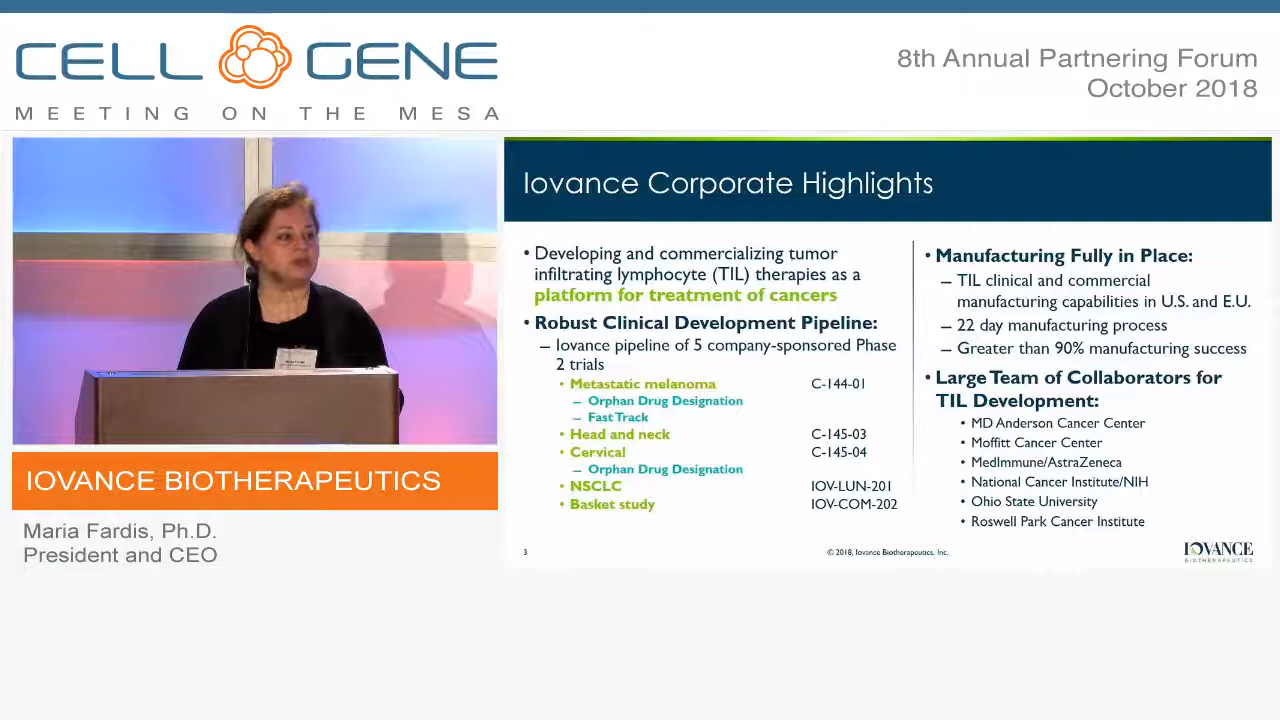 CELL GENE
MEETING ON THE MESA
8th Annual Partnering Forum
October 2018
IOVANCE BIOTHERAPEUTICS
Maria Fardis, Ph.D.
President and CEO
Iovance Corporate Highlights
• Developing and commercializing tumor
infiltrating lymphocyte (TIL) therapies as a
platform for treatment of cancers
• Robust Clinical Development Pipeline:
– Iovance pipeline of 5 company-sponsored Phase
2 trials
• Metastatic melanoma C-144-01
– Orphan Drug Designation
– Fast Track
• Head and neck C-145-03
• Cervical C-145-04
– Orphan Drug Designation
• NSCLC IOV-LUN-201
• Basket study IOV-COM-202
• Manufacturing Fully in Place:
– TIL clinical and commercial
manufacturing capabilities in U.S. and E.U.
– 22 day manufacturing process
– Greater than 90% manufacturing success
• Large Team of Collaborators for
TIL Development:
• MD Anderson Cancer Center
• Moffitt Cancer Center
• MedImmune/AstraZeneca
• National Cancer Institute/NIH
• Ohio State University
• Roswell Park Cancer Institute
3
© 2018, Iovance Biotherapeutics, Inc.
IOVANCE
BIOTHERAPEUTICS